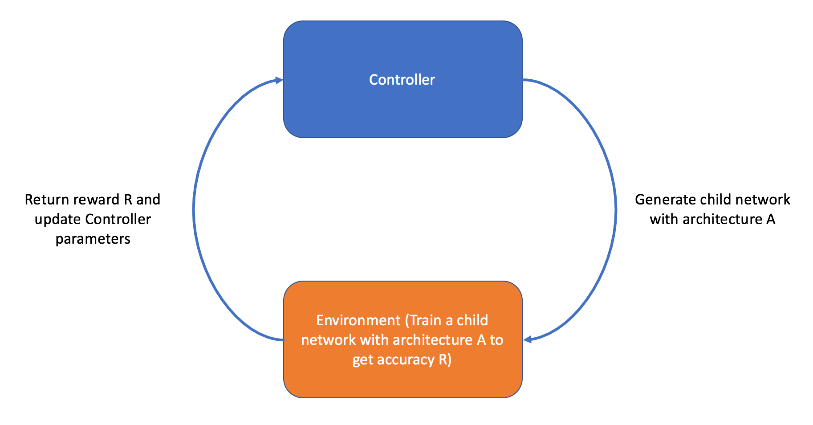 Controller
Return reward R and
update Controller
parameters
Generate child network
with architecture A
Environment (Train a child
network with architecture A to
get accuracy R)